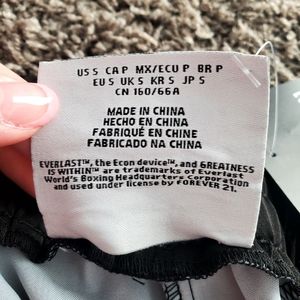 US S CA P MX/ECU P BR P
EU S UK S KR S JP S
CN 160/66A
MADE IN CHINA
HECHO EN CHINA
FABRIQUÉ EN CHINE
FABRICADO NA CHINA
EVERLAST™, the Econ device™, and GREATNESS
IS WITHIN™ are trademarks of Everlast
World's Boxing Headquarters Corporation
and used under license by FOREVER 21.